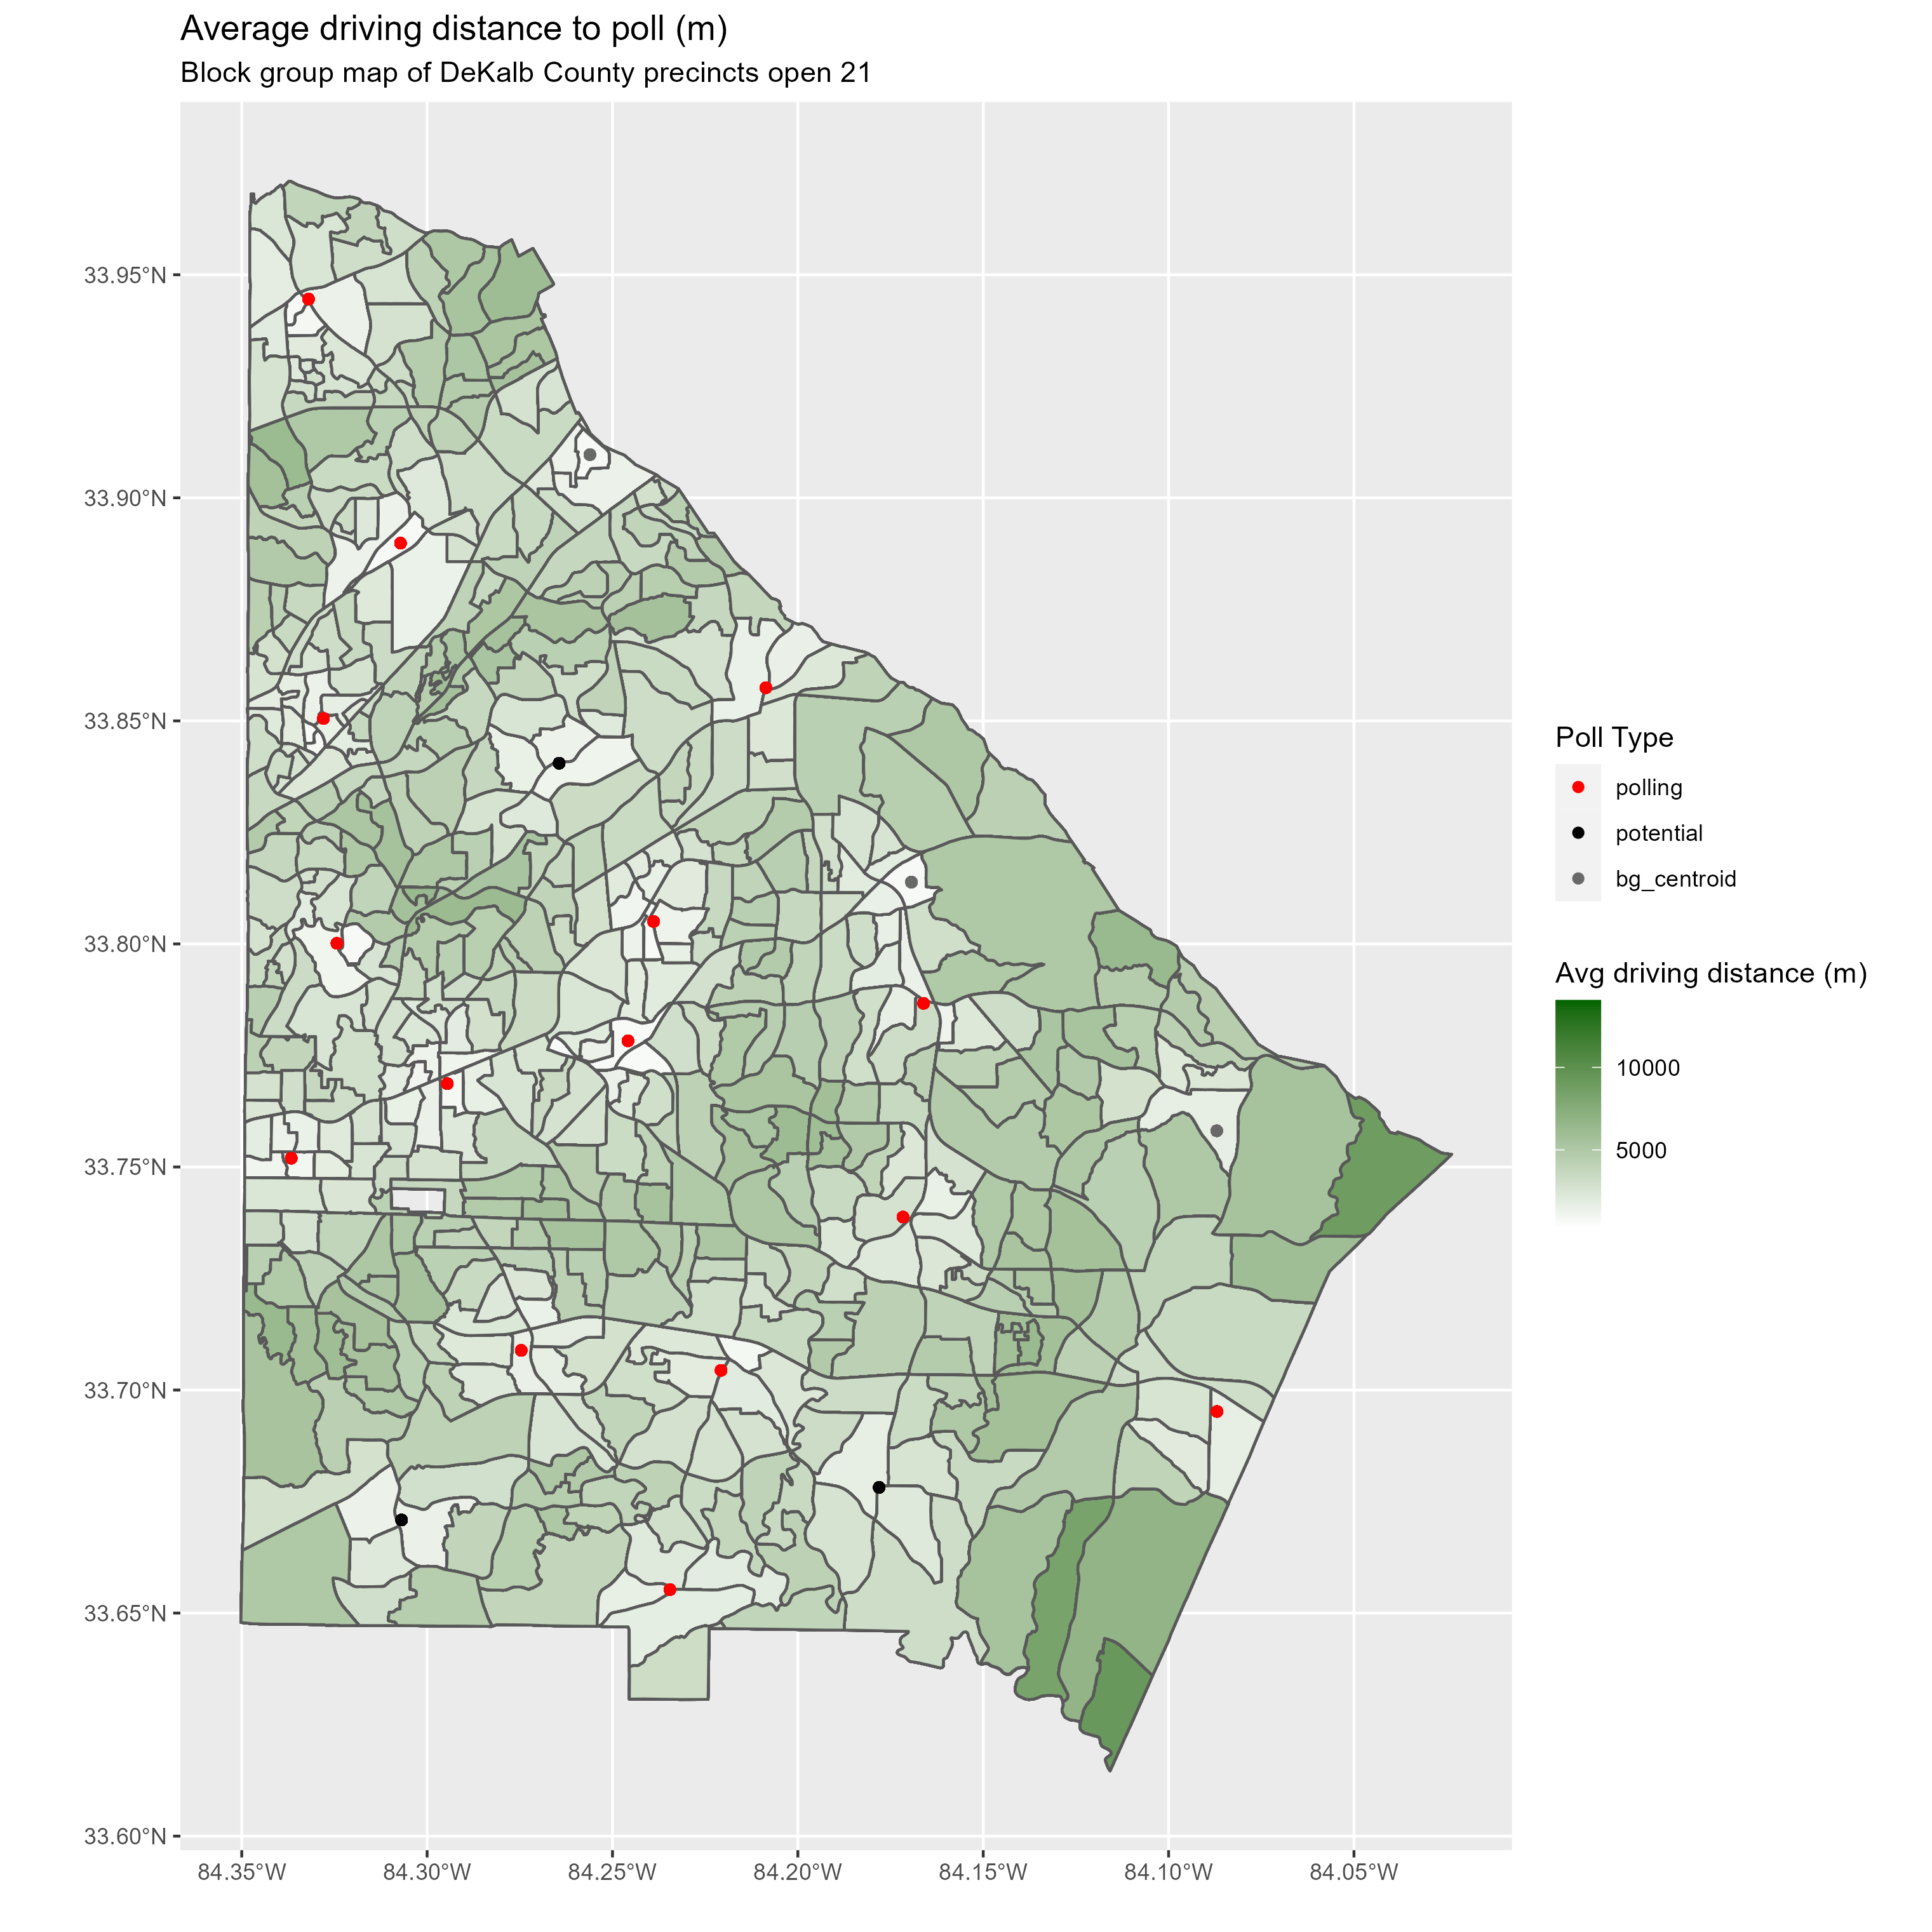 Average driving distance to poll (m)
Block group map of DeKalb County precincts open 21
33.95°N
33.90°N
33.85°N
33.80°N
33.75°N
33.70°N
33.65°N
33.60°N
84.35°W
84.30°W
84.25°W
84.20°W
84.15°W
84.10°W
84.05°W
Poll Type
polling
potential
bg_centroid
Avg driving distance (m)
10000
5000